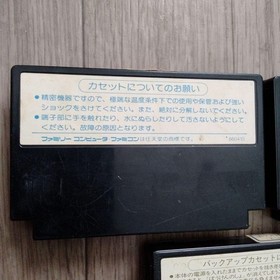 カセットについてのお願い
●精密機器ですので、極端な温度条件下での使用や保管および強い
ショックをさけてください。また、絶対に分解しないでください。
●端子部に手を触れたり、水にぬらしたりして汚さないようにして
ください。故障の原因となります。
ファミリーコンピュータ ファミコンは任天堂の商標です。
バックアップカセット